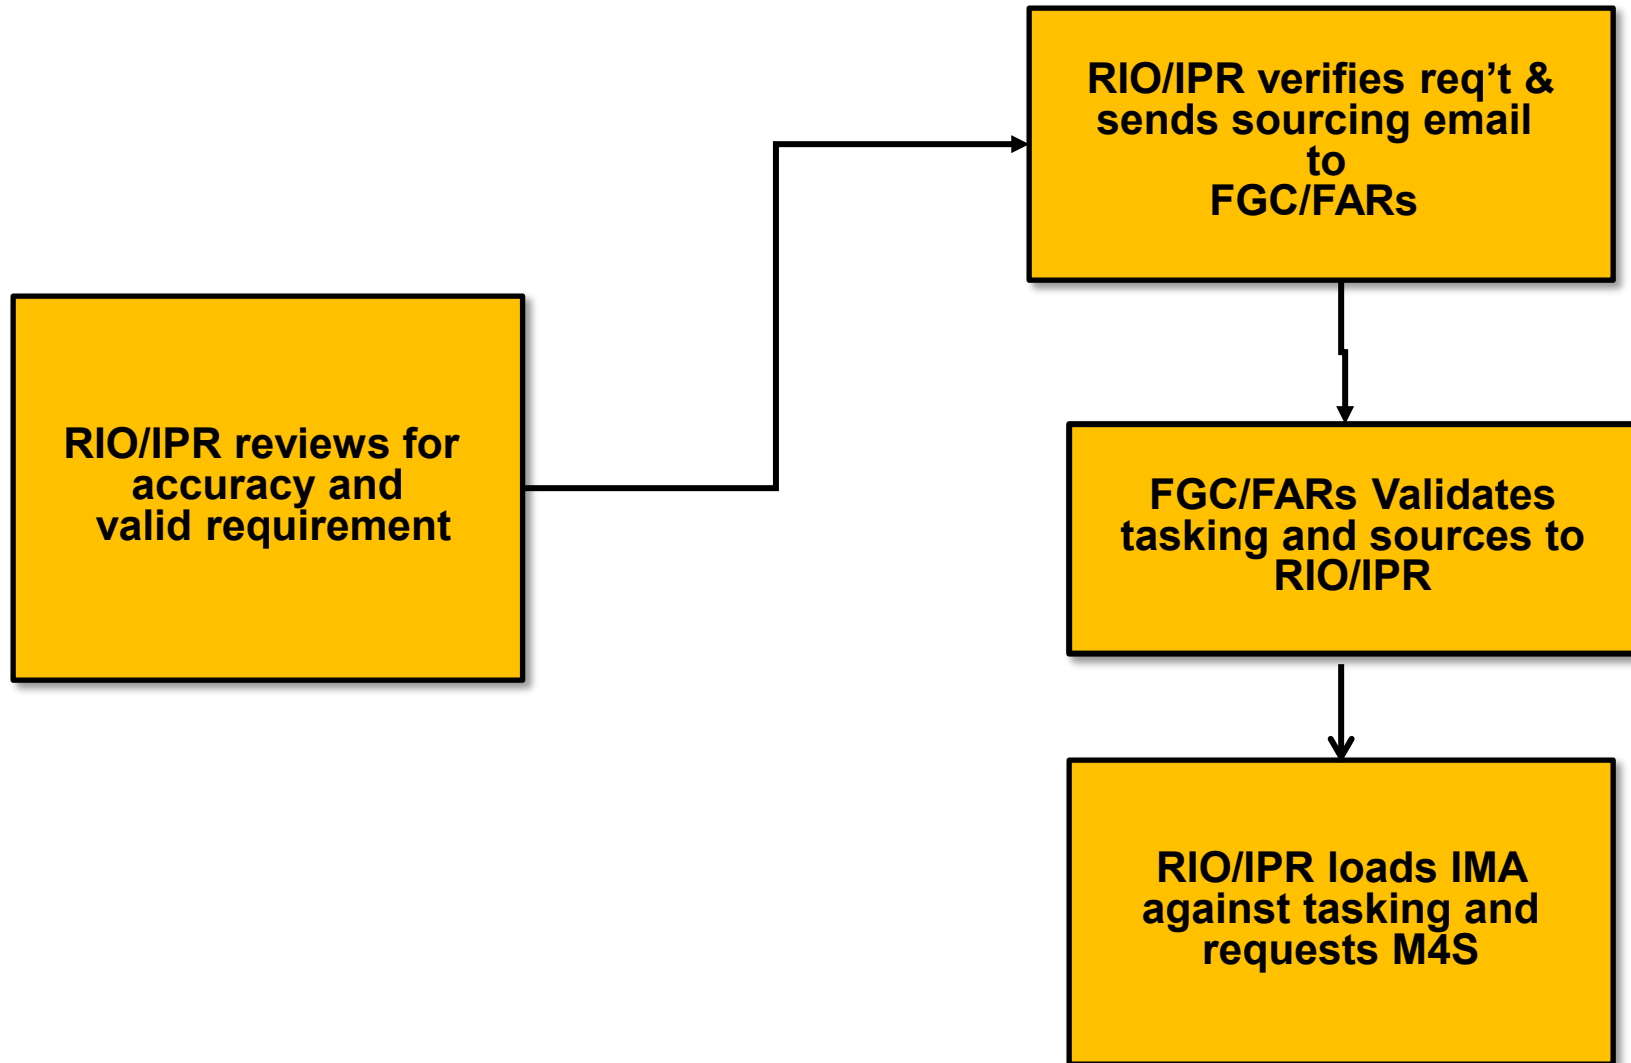 RIO/IPR verifies req’t &
sends sourcing email
to
FGC/FARs
RIO/IPR reviews for
accuracy and
valid requirement
FGC/FARs Validates
tasking and sources to
RIO/IPR
RIO/IPR loads IMA
against tasking and
requests M4S